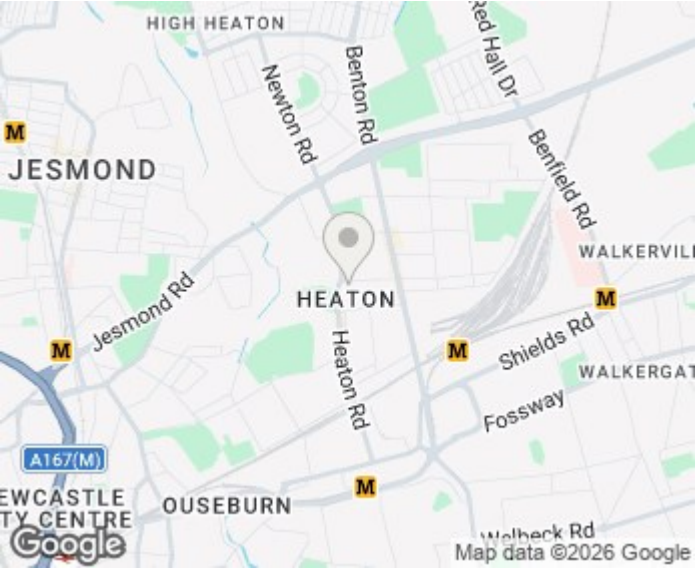 HIGH HEATON
Red Hall Dr
Benton Rd
Newton Rd
M
JESMOND
Benfield Rd
WALKERVILL
HEATON
M
Jesmond Rd
M
M
Shields Rd
Heaton Rd
WALKERGAT
Fossway
A167(M)
M
EWCASTLE
TY CENTRE
OUSEBURN
Welbeck Rd
Google
Map data ©2026 Google